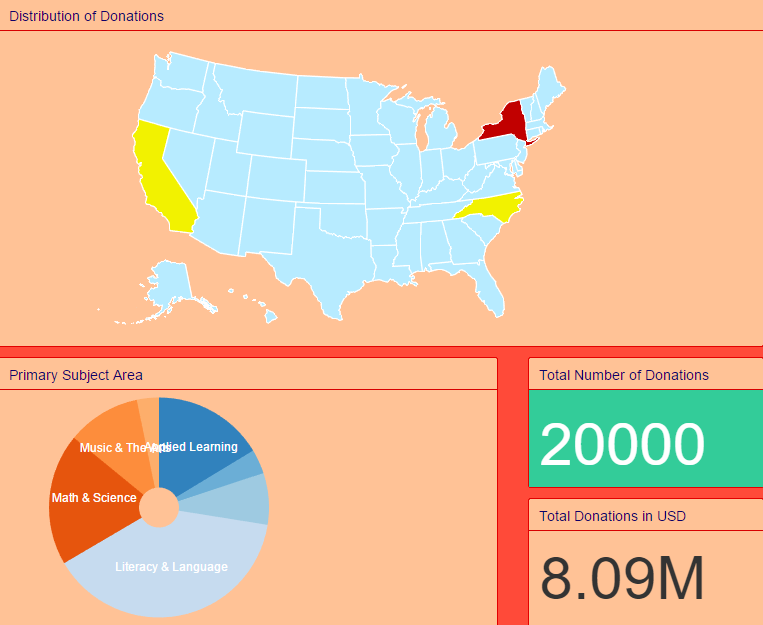 Distribution of Donations
Primary Subject Area
Applied Learning
Music & The Arts
Math & Science
Literacy & Language
Total Number of Donations
20000
Total Donations in USD
8.09M